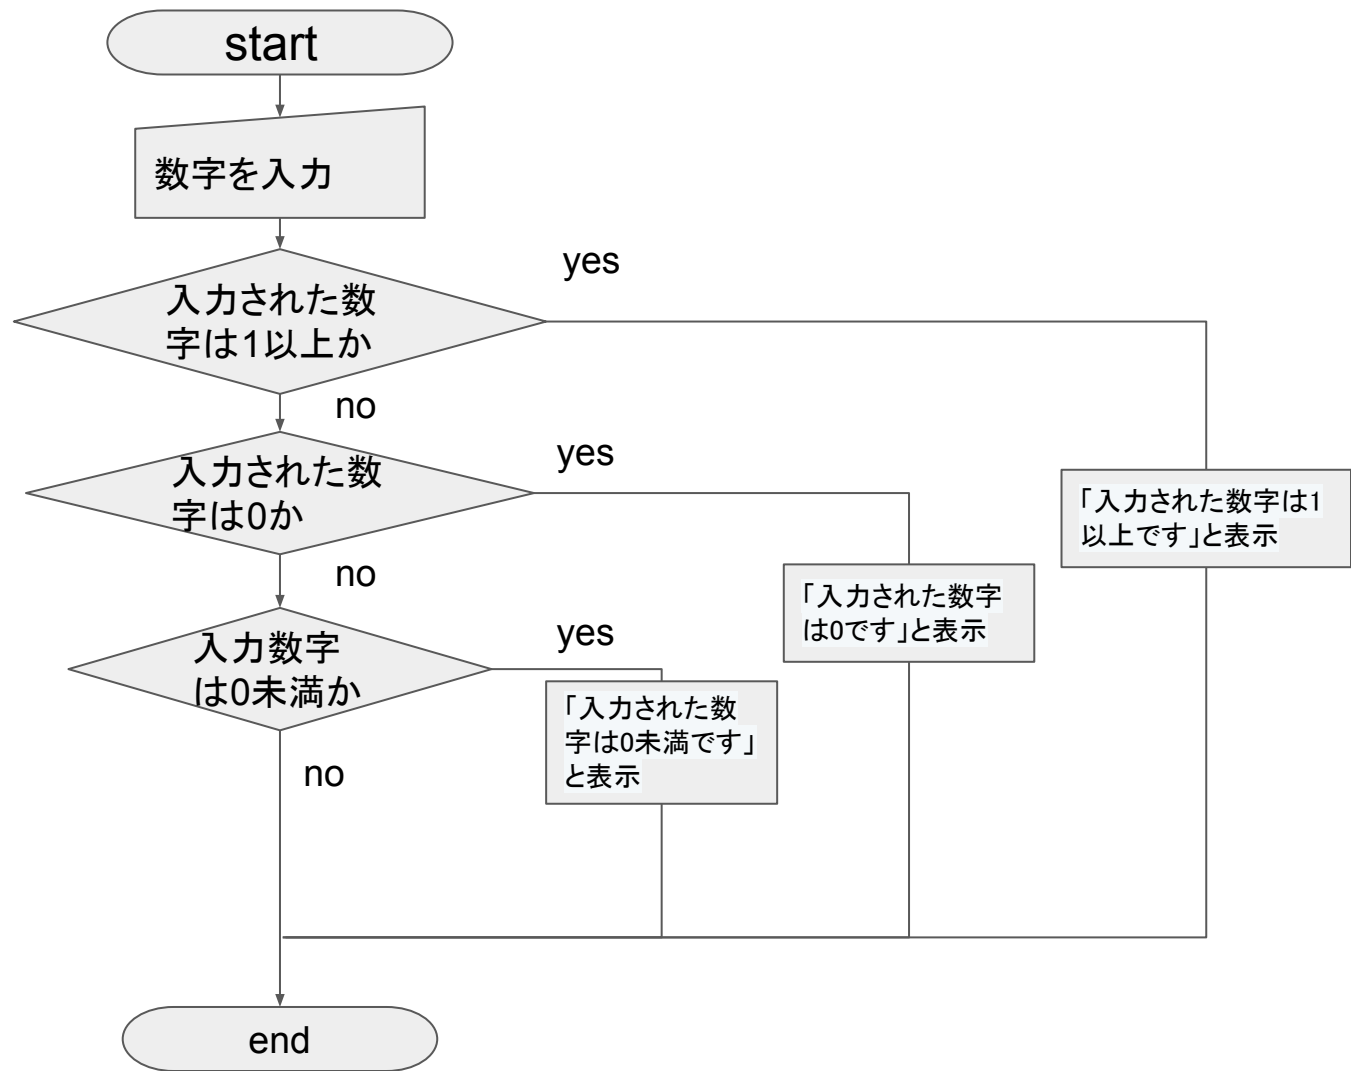 start
数字を入力
yes
入力された数
字は1以上か
no
入力された数
字は0か
yes
「入力された数字は1
以上です」と表示
no
「入力された数字
は0です」と表示
入力数字
は0未満か
yes
「入力された数
字は0未満です」
と表示
no
end